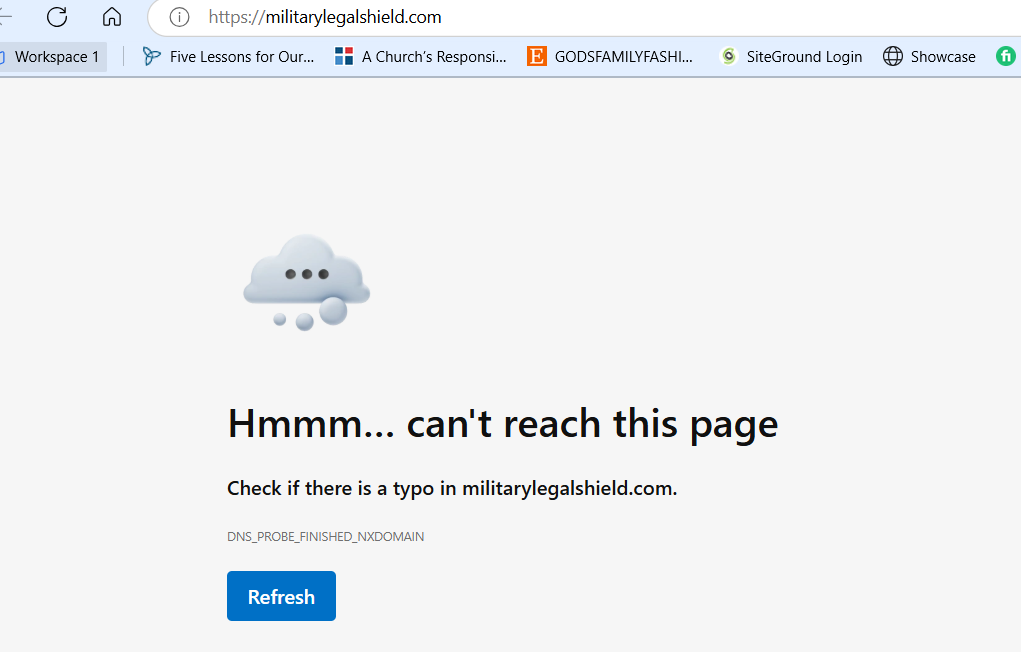 https://militarylegalshield.com
Workspace 1 Five Lessons for Our... A Church's Responsi... E GODSFAMILYFASHI... SiteGround Login Showcase fi
Hmmm... can't reach this page
Check if there is a typo in militarylegalshield.com.
DNS_PROBE_FINISHED_NXDOMAIN
Refresh